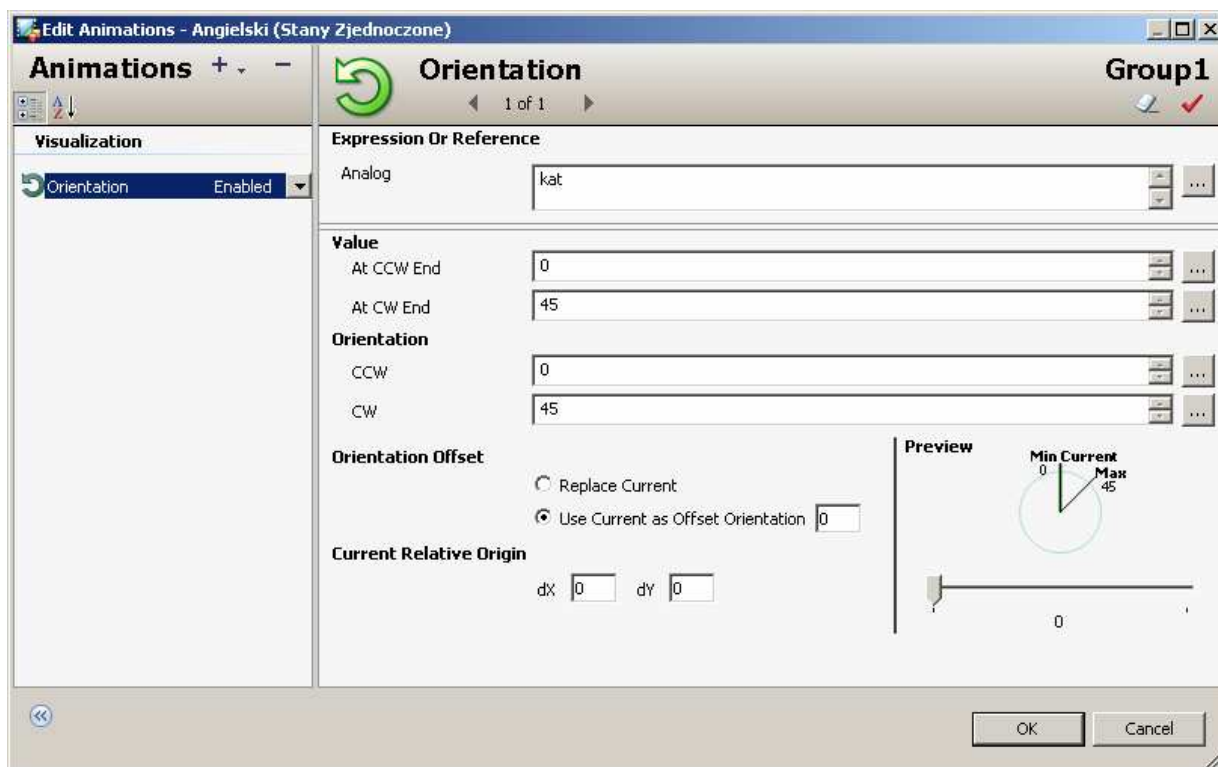 Edit Animations - Angielski (Stany Zjednoczone)
Animations
Orientation
Group1
1 of 1
A
Z
Visualization
Orientation Enabled
Expression Or Reference
Analog kat ...
Value
At CCW End 0 ...
At CW End 45 ...
Orientation
CCW 0 ...
CW 45 ...
Orientation Offset
Replace Current
Use Current as Offset Orientation 0
Current Relative Origin
dX 0 dY 0
Preview
Min Current
0
Max
45
0
OK Cancel